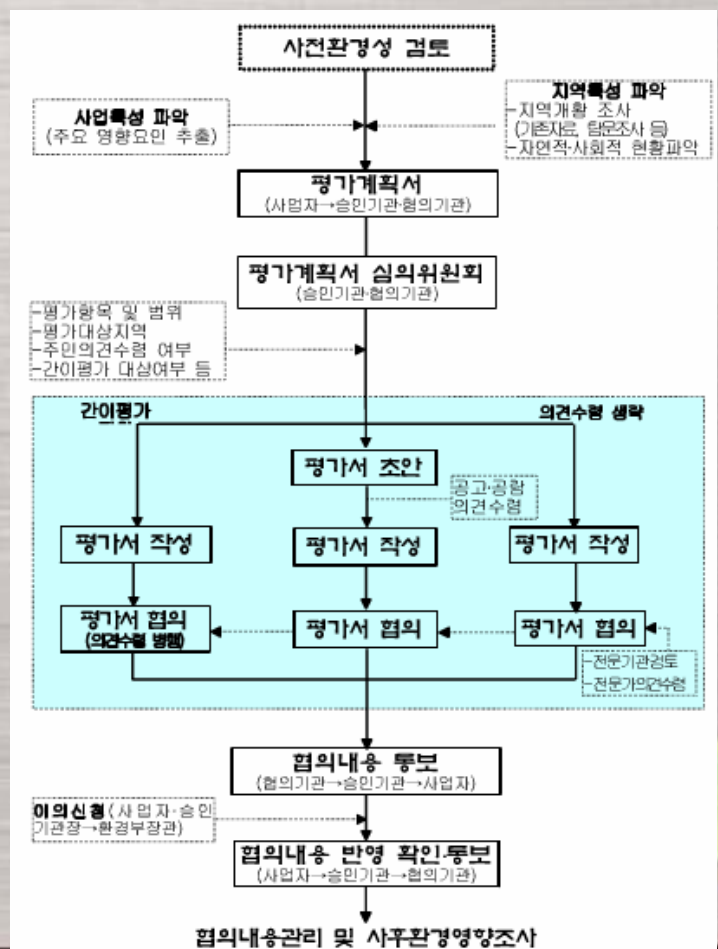 사전환경성 검토
사업특성 파악
(주요 영향요인 추출)
지역특성 파악
-지역개황 조사
(기존자료, 탐문조사 등)
-자연적·사회적 현황파악
평가계획서
(사업자→승인기관·협의기관)
평가계획서 심의위원회
(승인기관·협의기관)
-평가항목 및 범위
-평가대상지역
-주민의견수렴 여부
-간이평가 대상여부 등
간이평가
의견수렴 생략
평가서 초안
공고·공람
의견수렴
평가서 작성
평가서 작성
평가서 작성
평가서 협의
(의견수렴 병행)
평가서 협의
평가서 협의
-전문기관검토
-전문가의견수렴
협의내용 통보
(협의기관→승인기관→사업자)
이의신청(사업자·승인
기관장→환경부장관)
협의내용 반영 확인·통보
(사업자→승인기관→협의기관)
협의내용관리 및 사후환경영향조사